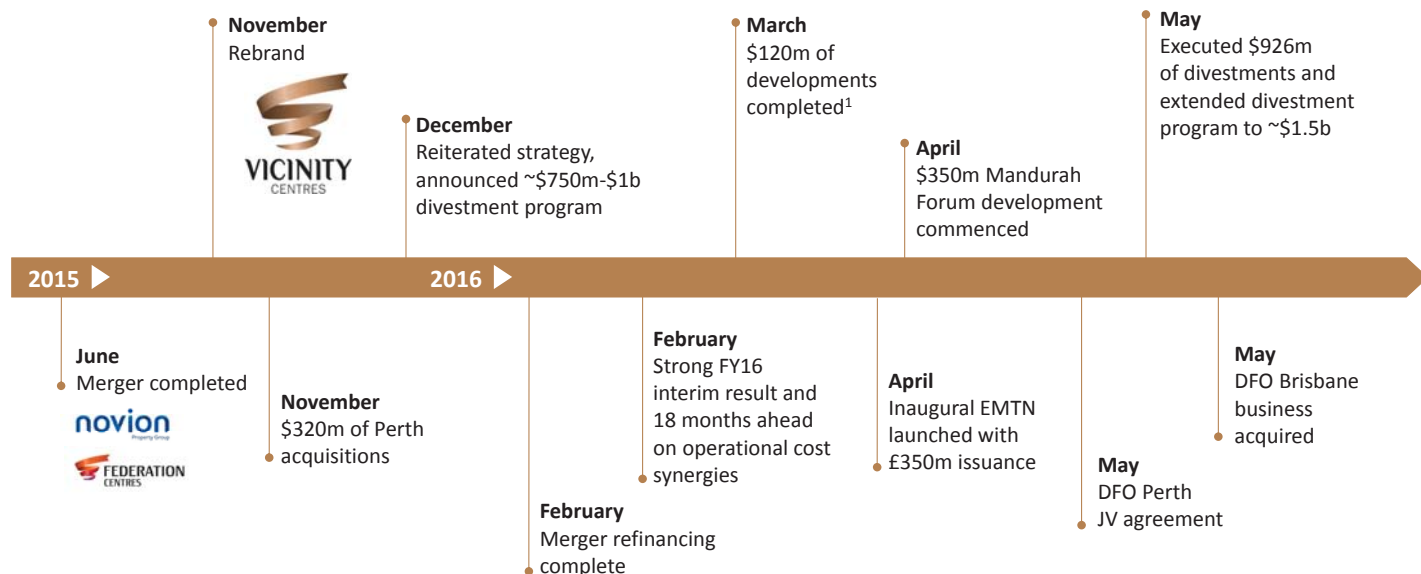 November
Rebrand
VICINITY
CENTRES
December
Reiterated strategy,
announced ~$750m-$1b
divestment program
March
$120m of
developments
completed1
April
$350m Mandurah
Forum development
commenced
May
Executed $926m
of divestments and
extended divestment
program to ~$1.5b
2015
2016
June
Merger completed
novion
Property Group
FEDERATION
CENTRES
November
$320m of Perth
acquisitions
February
Merger refinancing
complete
February
Strong FY16
interim result and
18 months ahead
on operational cost
synergies
April
Inaugural EMTN
launched with
£350m issuance
May
DFO Perth
JV agreement
May
DFO Brisbane
business
acquired